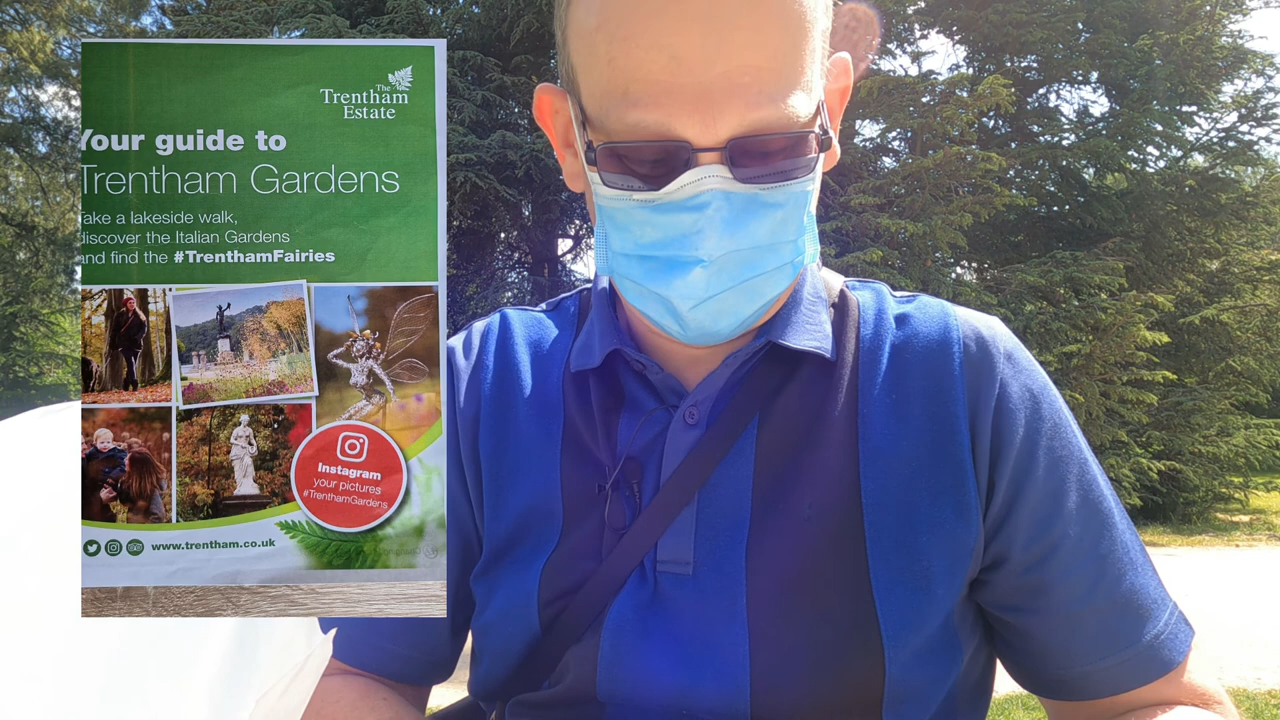 The
Trentham
Estate
Your guide to
Trentham Gardens
Take a lakeside walk,
discover the Italian Gardens
and find the #TrenthamFairies
Instagram
your pictures
#TrenthamGardens
www.trentham.co.uk